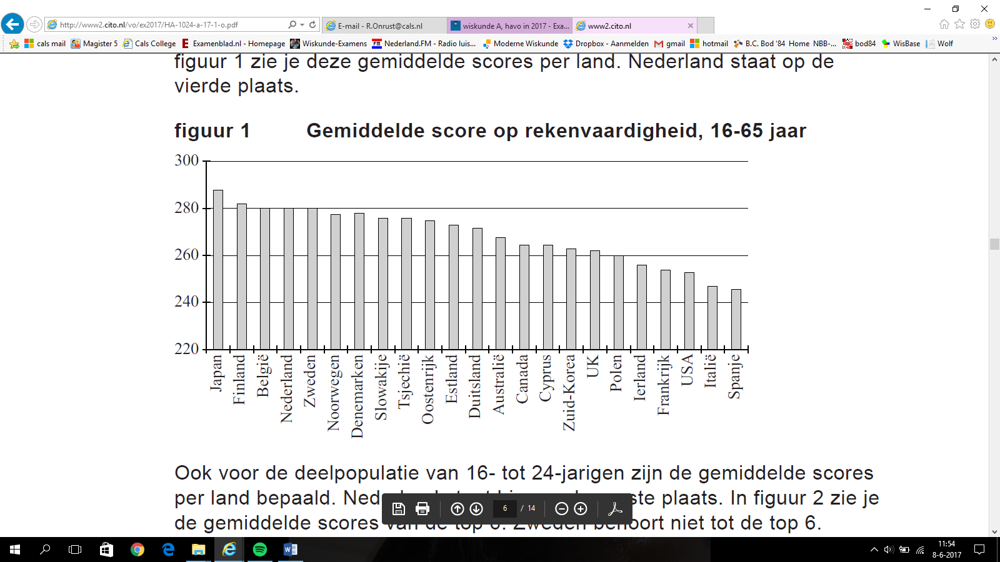 http://www2.cito.nl/vo/ex2017/HA-1024-a-17-1-o.pdf
E-mail - R.Onrust@cals.nl
wiskunde A, havo in 2017 - Exa...
www2.cito.nl
cals mail
Magister 5
Cals College
Examenblad.nl - Homepage
Wiskunde-Examens
Nederland.FM - Radio luis...
Moderne Wiskunde
Dropbox - Aanmelden
gmail
hotmail
B.C. Bod '84 Home NBB-...
bod84
WisBase
Wolf
figuur 1 zie je deze gemiddelde scores per land. Nederland staat op de
vierde plaats.
figuur 1 Gemiddelde score op rekenvaardigheid, 16-65 jaar
300
280
260
240
220
Japan
Finland
België
Nederland
Zweden
Noorwegen
Denemarken
Slowakije
Tsjechië
Oostenrijk
Estland
Duitsland
Australië
Canada
Cyprus
Zuid-Korea
UK
Polen
Ierland
Frankrijk
USA
Italië
Spanje
Ook voor de deelpopulatie van 16- tot 24-jarigen zijn de gemiddelde scores
per land bepaald. ste plaats. In figuur 2 zie je
de gemiddelde scores van de top 6. Zweden behoort niet tot de top 6.
6 / 14
11:54
8-6-2017